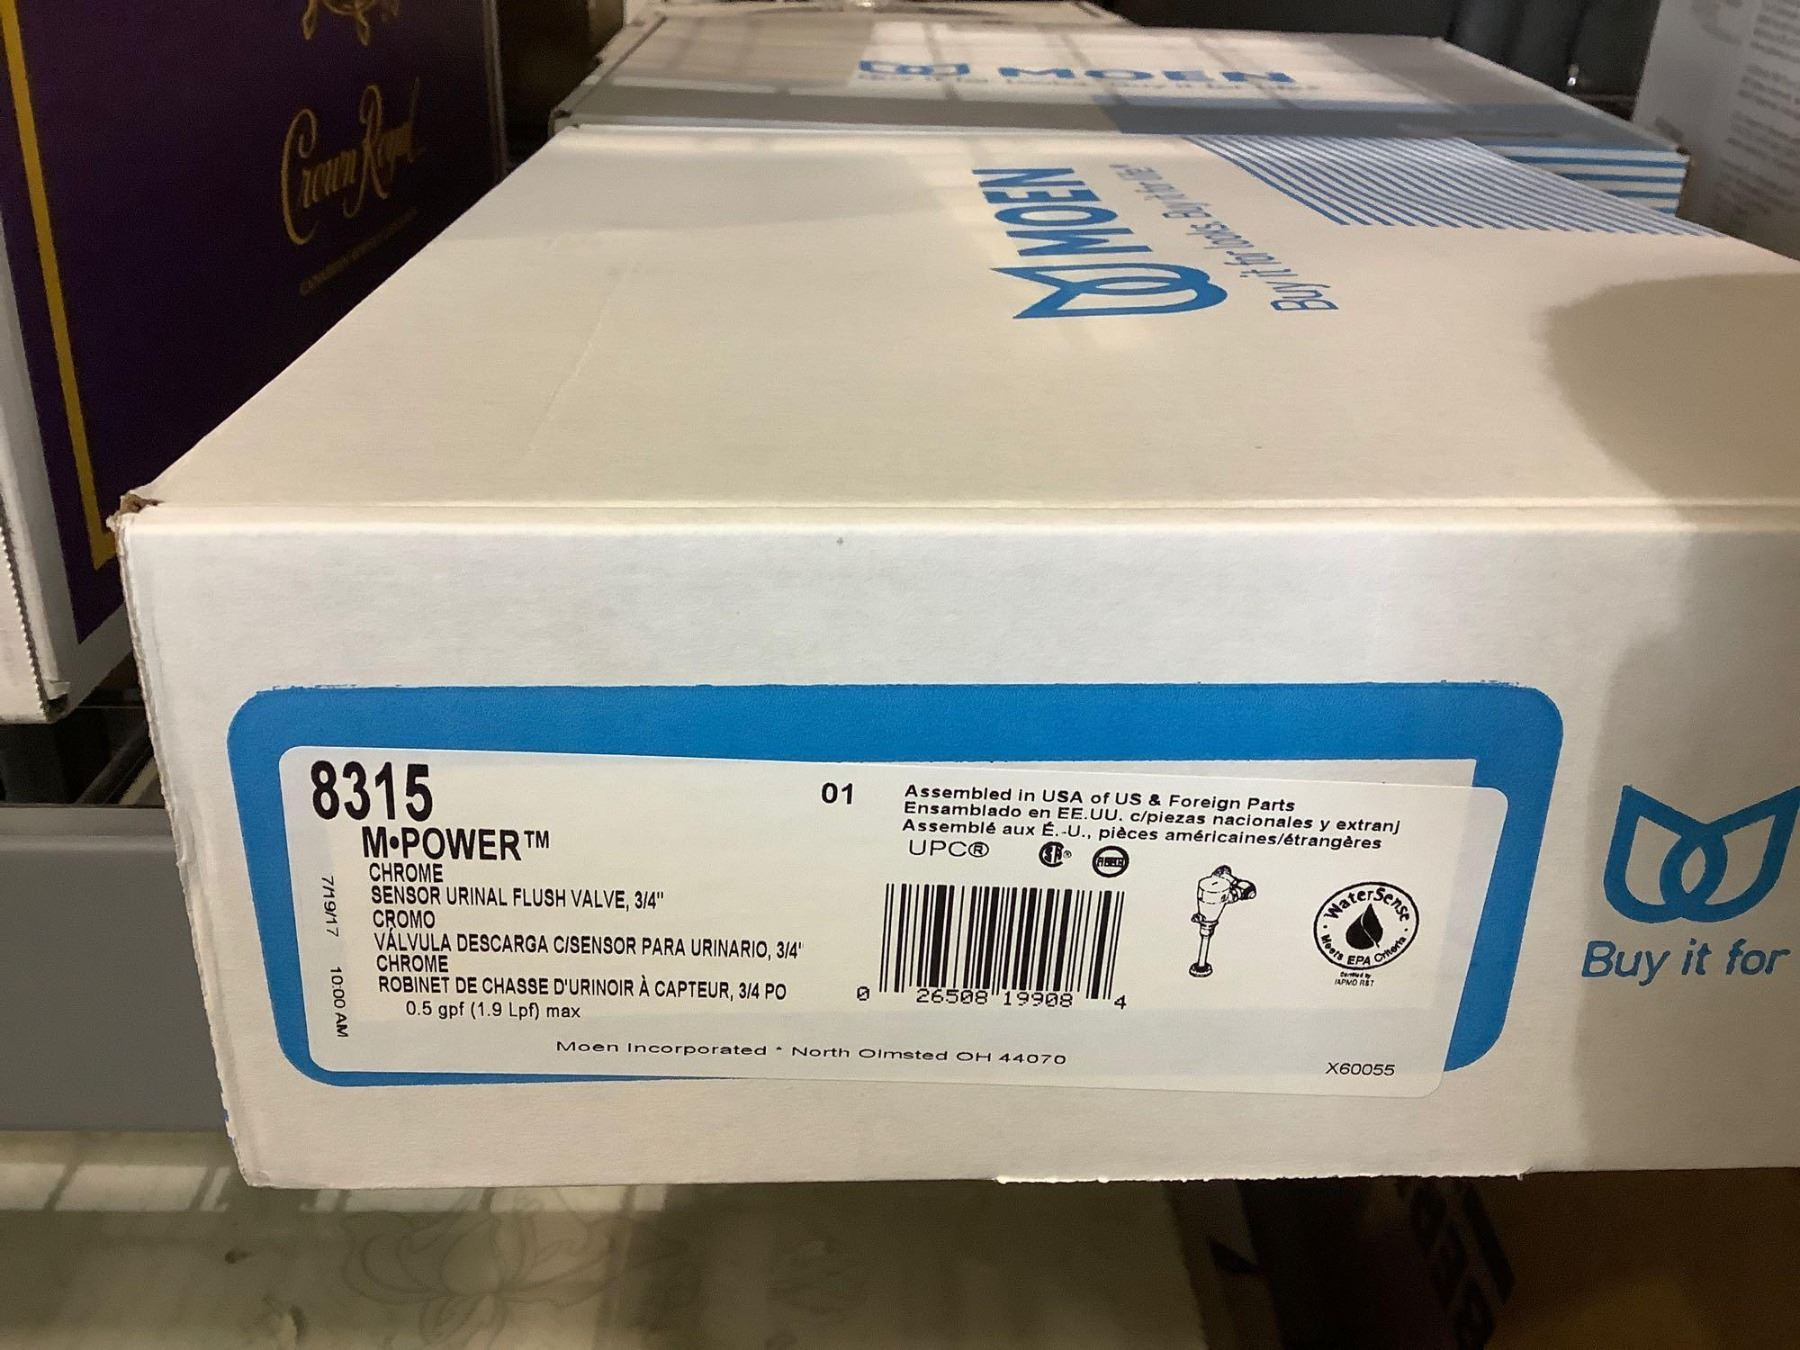 Crown Royal
MOEN
MOEN
Buy it for looks. Buy it for life.®
8315
M•POWER™
CHROME
SENSOR URINAL FLUSH VALVE, 3/4"
CROMO
VÁLVULA DESCARGA C/SENSOR PARA URINARIO, 3/4'
CHROME
ROBINET DE CHASSE D'URINOIR À CAPTEUR, 3/4 PO
0.5 gpf (1.9 Lpf) max
7/19/17 10:00 AM
01
Assembled in USA of US & Foreign Parts
Ensamblado en EE.UU. c/piezas nacionales y extranj
Assemblé aux É.-U., pièces américaines/étrangères
UPC®
0 26508 19908 4
WaterSense
Meets EPA Criteria
Certified by
IAPMO R&T
Moen Incorporated * North Olmsted OH 44070
X60055
Buy it for